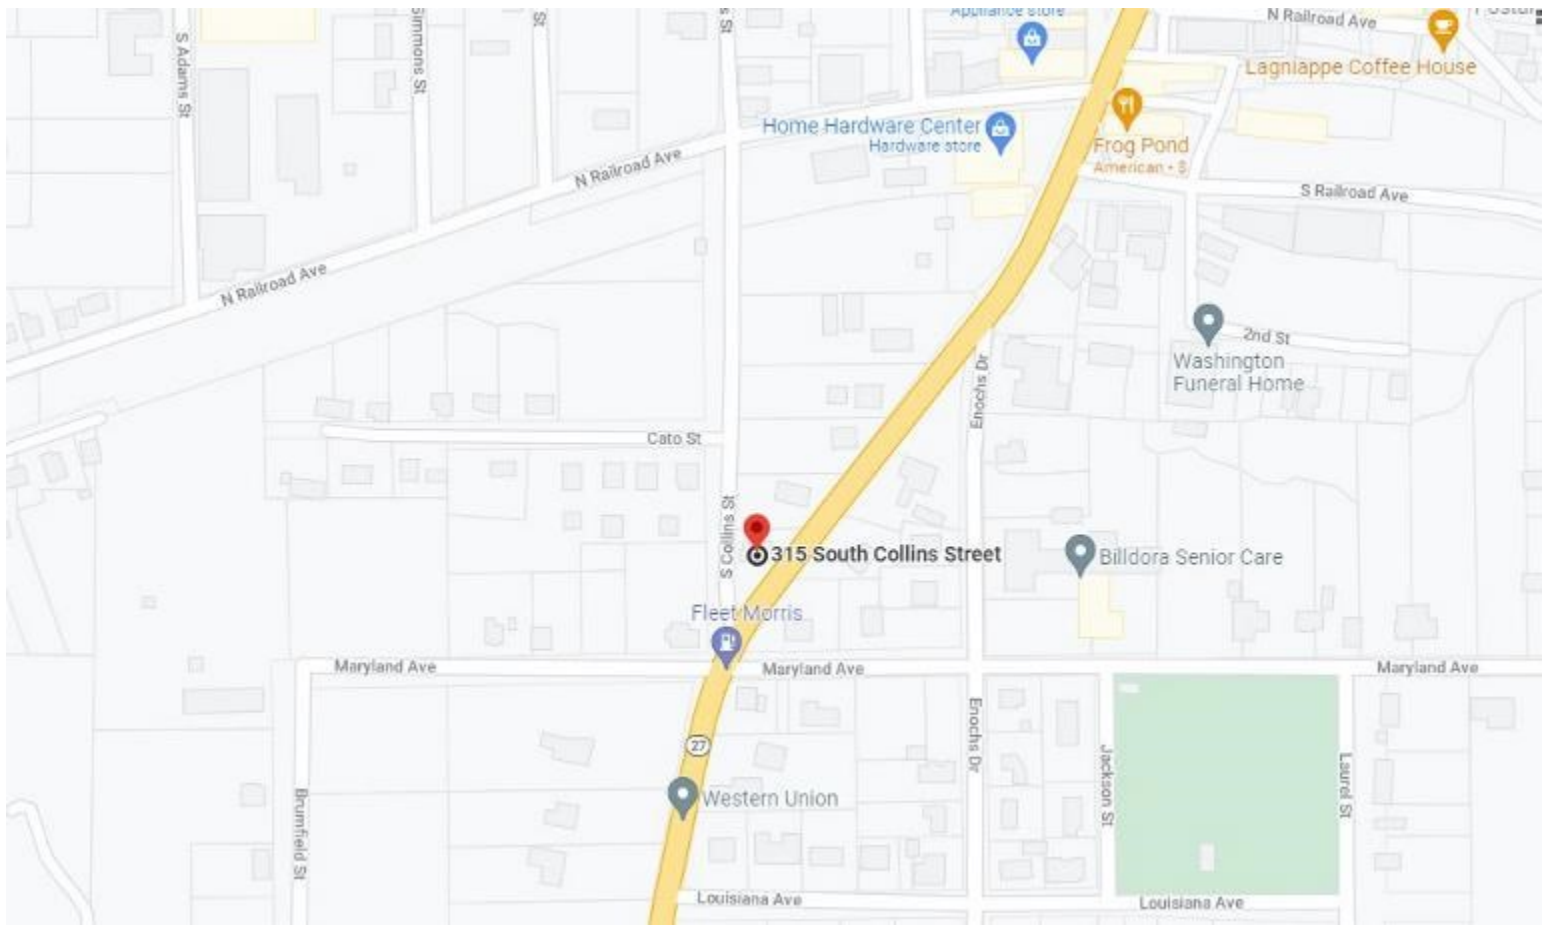 Appliance store
N Railroad Ave
Lagniappe Coffee House
S Adams St
Simmons St
St
Home Hardware Center
Hardware store
Frog Pond
American • $
N Railroad Ave
S Railroad Ave
N Railroad Ave
2nd St
Washington
Funeral Home
Enochs Dr
Cato St
S Collins St
315 South Collins Street
Billdora Senior Care
Fleet Morris
Maryland Ave
Maryland Ave
Maryland Ave
27
Enochs Dr
Jackson St
Laurel St
Western Union
Brumfield St
Louisiana Ave
Louisiana Ave